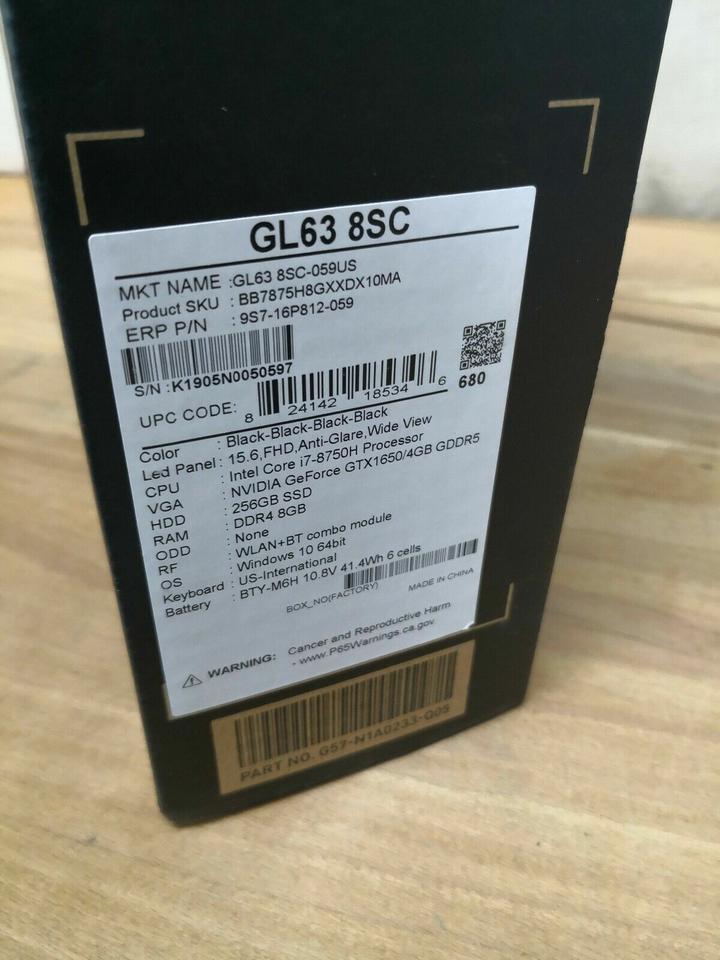 GL63 8SC
MKT NAME :GL63 8SC-059US
Product SKU : BB7875H8GXXDX10MA
ERP P/N : 9S7-16P812-059
S/N :K1905N0050597
UPC CODE: 8 24142 18534 6 680
Color : Black-Black-Black-Black
Led Panel : 15.6,FHD,Anti-Glare,Wide View
CPU : Intel Core i7-8750H Processor
VGA : NVIDIA GeForce GTX1650/4GB GDDR5
HDD : 256GB SSD
RAM : DDR4 8GB
ODD : None
RF : WLAN+BT combo module
OS : Windows 10 64bit
Keyboard : US-International
Battery : BTY-M6H 10.8V 41.4Wh 6 cells
BOX_NO(FACTORY) MADE IN CHINA
WARNING: Cancer and Reproductive Harm
- www.P65Warnings.ca.gov
PART NO. G57-N1A0233-G05